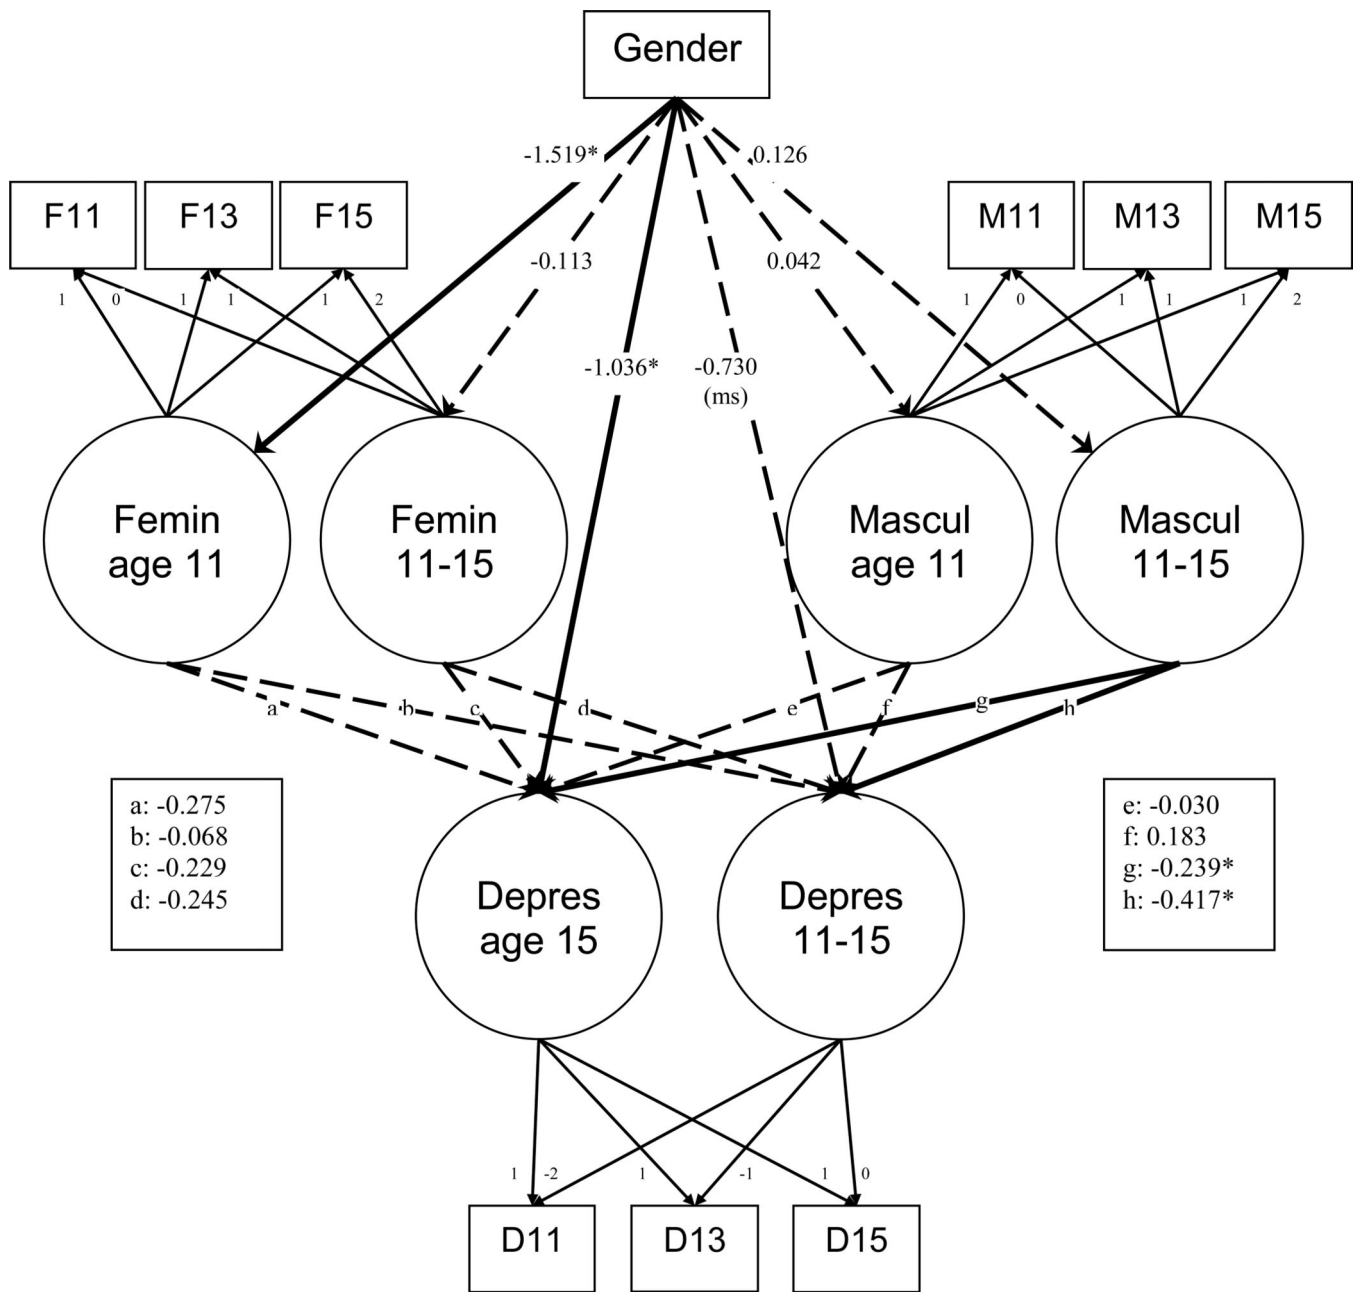 Gender
-1.519*
0.126
F11
F13
F15
M11
M13
M15
-0.113
0.042
1
0
1
1
1
2
1
0
1
1
1
2
-1.036*
-0.730
(ms)
Femin
age 11
Femin
11-15
Mascul
age 11
Mascul
11-15
a
b
c
d
e
f
g
h
a: -0.275
b: -0.068
c: -0.229
d: -0.245
e: -0.030
f: 0.183
g: -0.239*
h: -0.417*
Depres
age 15
Depres
11-15
1
-2
1
-1
1
0
D11
D13
D15